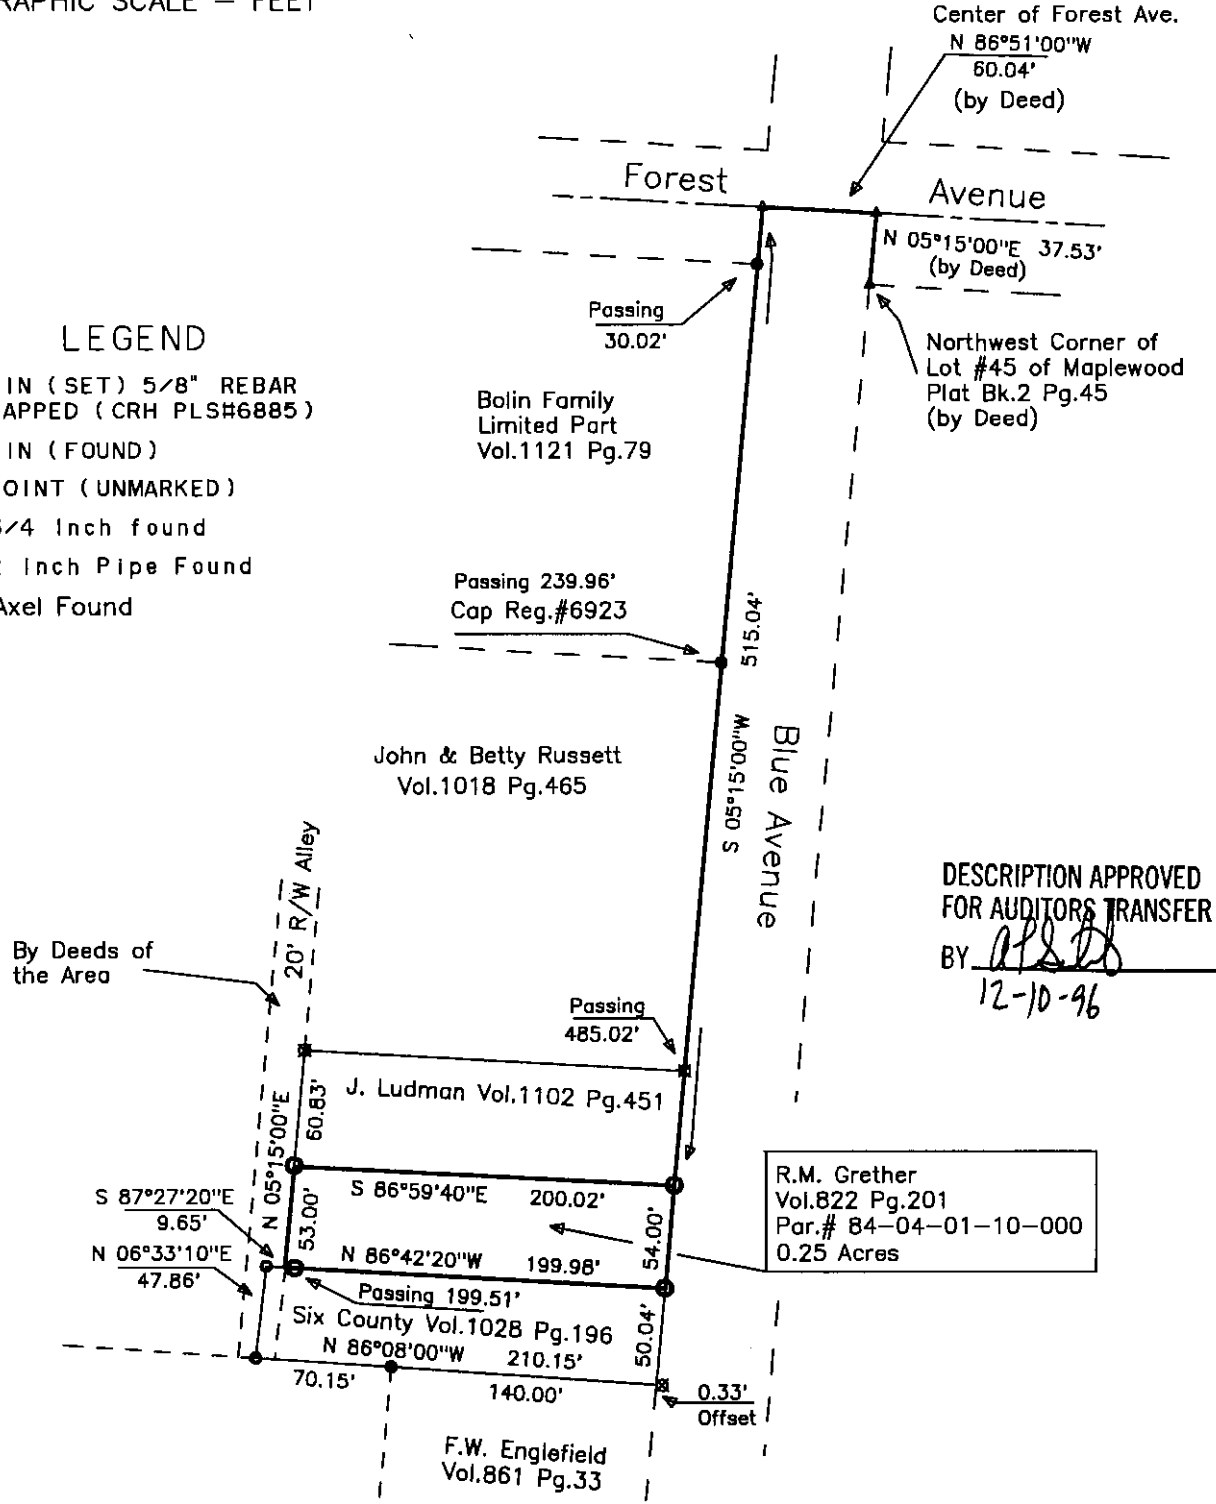 GRAPHIC SCALE — FEET
Center of Forest Ave.
N 86°51'00"W
60.04'
(by Deed)
Forest Avenue
N 05°15'00"E 37.53'
(by Deed)
Passing
30.02'
Northwest Corner of
Lot #45 of Maplewood
Plat Bk.2 Pg.45
(by Deed)
LEGEND
IN (SET) 5/8" REBAR
APPED (CRH PLS#6885)
IN (FOUND)
OINT (UNMARKED)
3/4 Inch found
Inch Pipe Found
Axel Found
Bolin Family
Limited Part
Vol.1121 Pg.79
Passing 239.96'
Cap Reg.#6923
515.04'
S 05°15'00"W
Blue Avenue
John & Betty Russett
Vol.1018 Pg.465
20' R/W Alley
By Deeds of
the Area
DESCRIPTION APPROVED
FOR AUDITORS TRANSFER
BY
12-10-96
Passing
485.02'
J. Ludman Vol.1102 Pg.451
60.83'
N 05°15'00"E
S 86°59'40"E 200.02'
53.00'
54.00'
R.M. Grether
Vol.822 Pg.201
Par.# 84-04-01-10-000
0.25 Acres
S 87°27'20"E
9.65'
N 06°33'10"E
47.86'
N 86°42'20"W 199.98'
Passing 199.51'
Six County Vol.1028 Pg.196
N 86°08'00"W 210.15'
50.04'
70.15'
140.00'
0.33'
Offset
F.W. Englefield
Vol.861 Pg.33